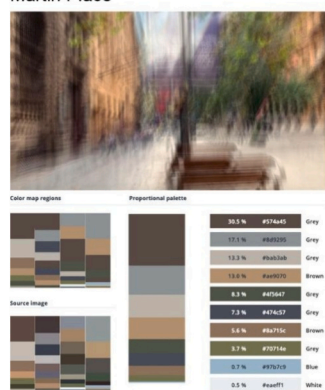 Color map regions
Proportional palette
30.5 % #574a45 Grey
17.1 % #8d9295 Grey
13.3 % #bab3ab Grey
13.6 % #ae9070 Brown
8.3 % #4f5647 Grey
7.3 % #474c57 Grey
5.6 % #8a715c Brown
3.7 % #70714e Grey
0.7 % #97b7c9 Blue
0.5 % #eaeff1 White
Source image